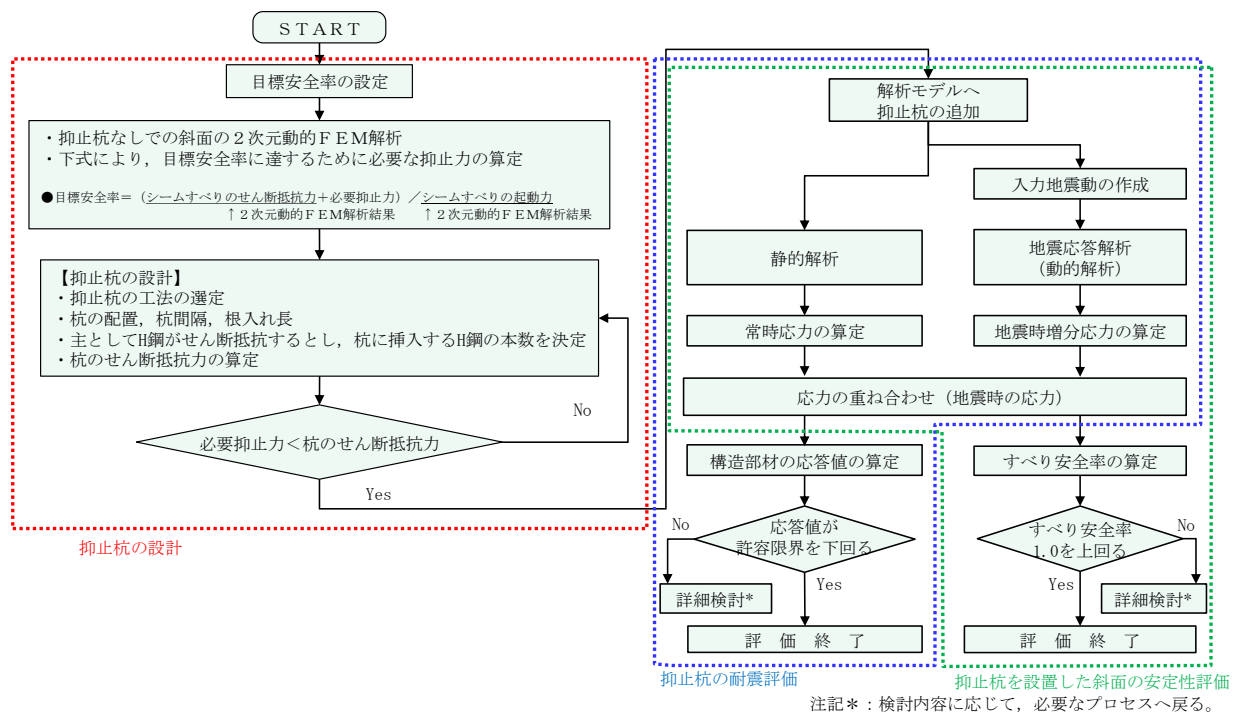 ＳＴＡＲＴ
目標安全率の設定
・抑止杭なしでの斜面の２次元動的ＦＥＭ解析
・下式により，目標安全率に達するために必要な抑止力の算定
●目標安全率＝（シームすべりのせん断抵抗力＋必要抑止力）／シームすべりの起動力
↑２次元動的ＦＥＭ解析結果　↑２次元動的ＦＥＭ解析結果
【抑止杭の設計】
・抑止杭の工法の選定
・杭の配置，杭間隔，根入れ長
・主としてH鋼がせん断抵抗するとし，杭に挿入するH鋼の本数を決定
・杭のせん断抵抗力の算定
No
必要抑止力＜杭のせん断抵抗力
Yes
抑止杭の設計
解析モデルへ
抑止杭の追加
入力地震動の作成
静的解析
地震応答解析
（動的解析）
常時応力の算定
地震時増分応力の算定
応力の重ね合わせ（地震時の応力）
構造部材の応答値の算定
すべり安全率の算定
No
応答値が
許容限界を下回る
Yes
詳細検討*
評　価　終　了
すべり安全率
1.0を上回る
No
Yes
詳細検討*
評　価　終　了
抑止杭の耐震評価
抑止杭を設置した斜面の安定性評価
注記＊：検討内容に応じて，必要なプロセスへ戻る。